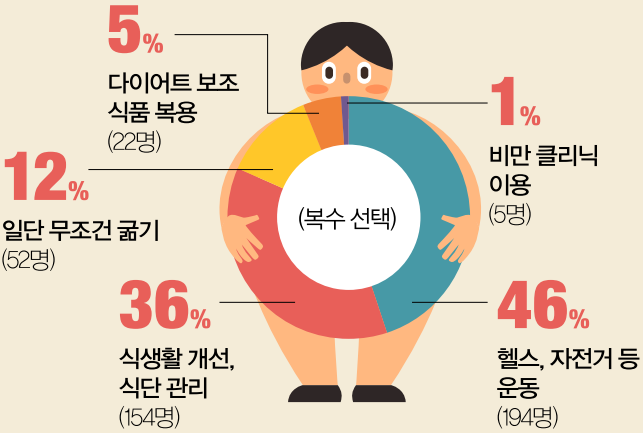 5%
다이어트 보조
식품 복용
(22명)
1%
비만 클리닉
이용
(5명)
12%
일단 무조건 굶기
(52명)
(복수 선택)
36%
식생활 개선,
식단 관리
(154명)
46%
헬스, 자전거 등
운동
(194명)